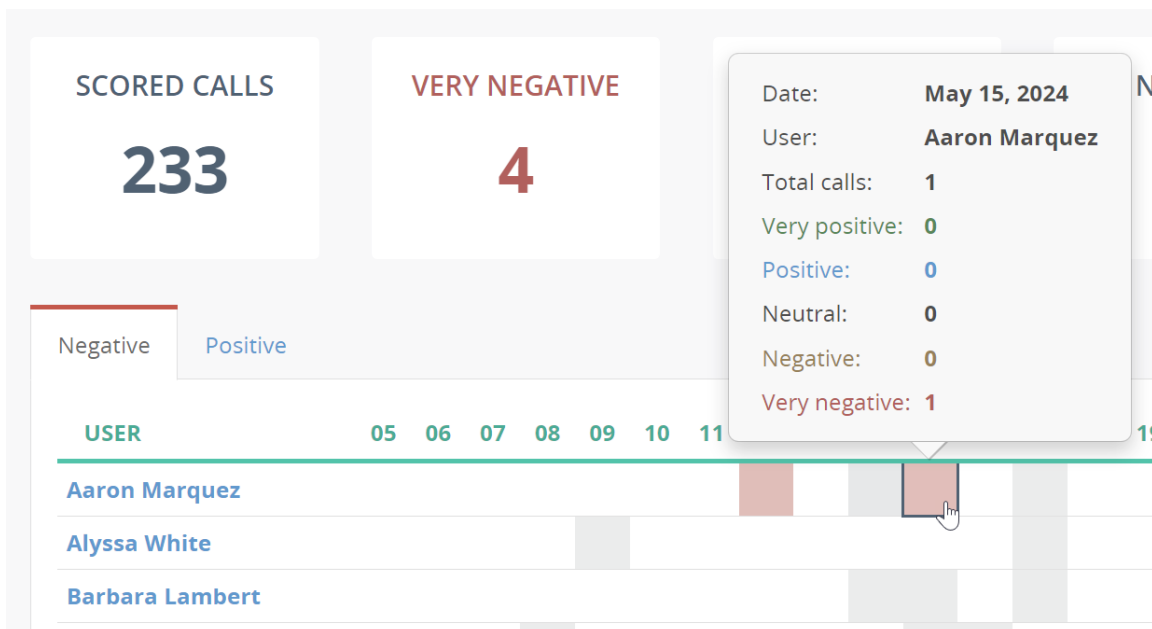 SCORED CALLS
233
VERY NEGATIVE
4
Date: May 15, 2024
User: Aaron Marquez
Total calls: 1
Very positive: 0
Positive: 0
Neutral: 0
Negative: 0
Very negative: 1
Negative Positive
USER 05 06 07 08 09 10 11
Aaron Marquez
Alyssa White
Barbara Lambert